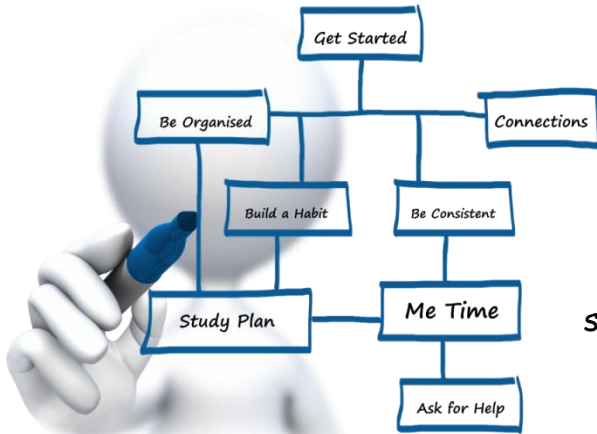 Get Started
Be Organised
Connections
Build a Habit
Be Consistent
Study Plan
Me Time
s
Ask for Help